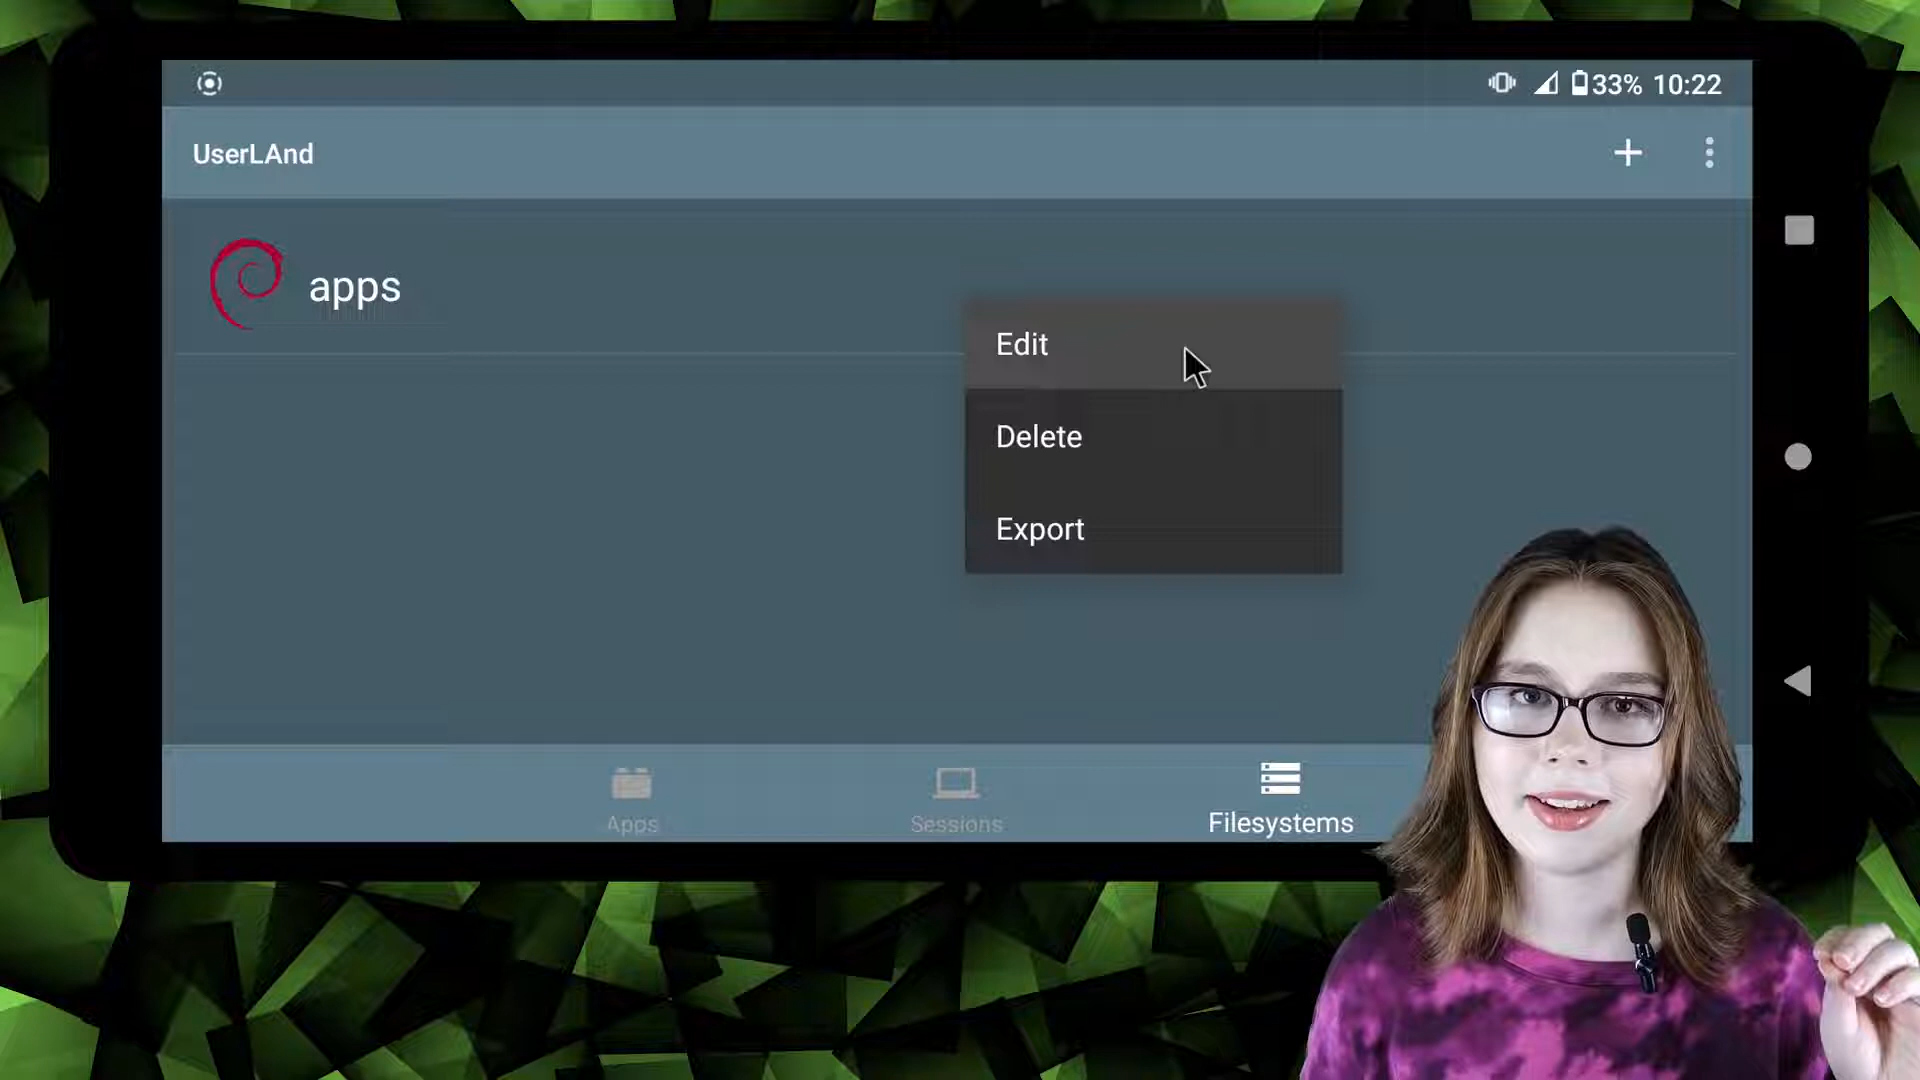 33% 10:22
UserLAnd
apps
Edit
Delete
Export
Apps
Sessions
Filesystems